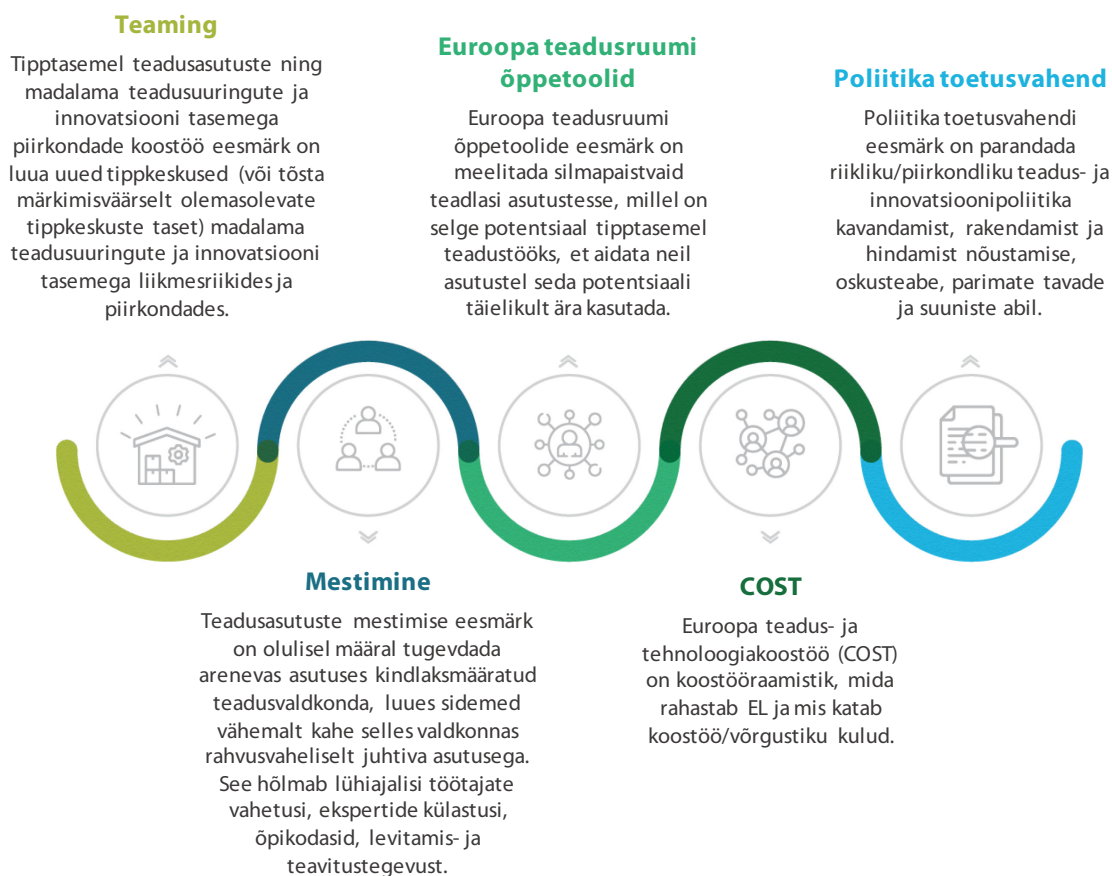 Teaming
Tipptasemel teadusasutuste ning
madalama teadusuuringute ja
innovatsiooni tasemega
piirkondade koostöö eesmärk on
luua uued tippkeskused (või tõsta
märkimisväärselt olemasolevate
tippkeskuste taset) madalama
teadusuuringute ja innovatsiooni
tasemega liikmesriikides ja
piirkondades.
Euroopa teadusruumi
õppetoolid
Euroopa teadusruumi
õppetoolide eesmärk on
meelitada silmapaistvaid
teadlasi asutustesse, millel on
selge potentsiaal tipptasemel
teadustööks, et aidata neil
asutustel seda potentsiaali
täielikult ära kasutada.
Poliitika toetusvahend
Poliitika toetusvahendi
eesmärk on parandada
riikliku/piirkondliku teadus- ja
innovatsioonipoliitika
kavandamist, rakendamist ja
hindamist nõustamise,
oskusteabe, parimate tavade
ja suuniste abil.
Mestimine
Teadusasutuste mestimise eesmärk
on olulisel määral tugevdada
arenevas asutuses kindlaksmääratud
teadusvaldkonda, luues sidemed
vähemalt kahe selles valdkonnas
rahvusvaheliselt juhtiva asutusega.
See hõlmab lühiajalisi töötajate
vahetusi, ekspertide külastusi,
õpikodasid, levitamis- ja
teavitustegevust.
COST
Euroopa teadus- ja
tehnoloogiakoostöö (COST)
on koostööraamistik, mida
rahastab EL ja mis katab
koostöö/võrgustiku kulud.